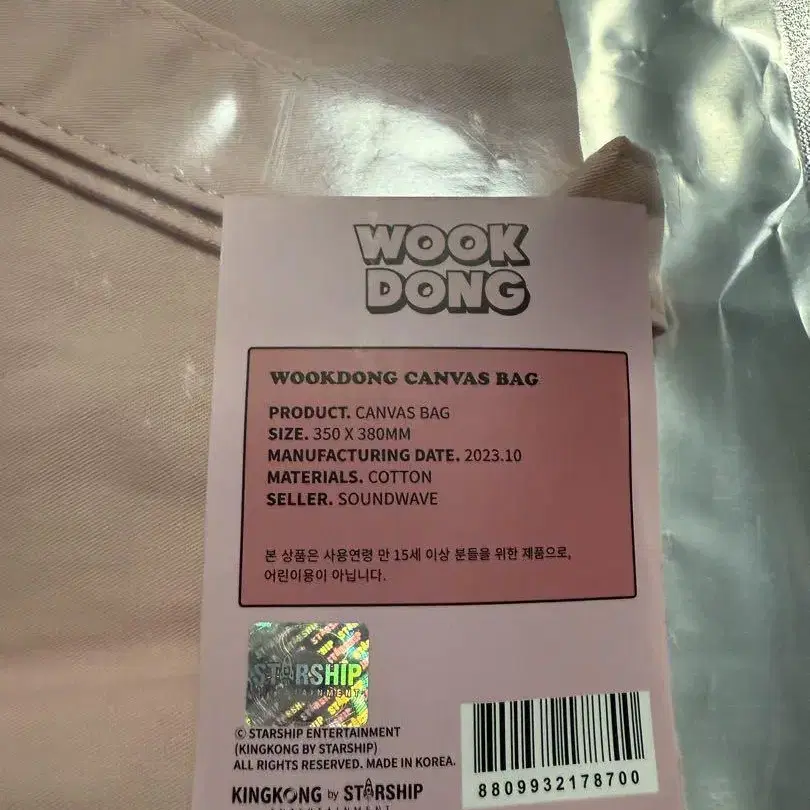 WOOK
DONG
WOOKDONG CANVAS BAG
PRODUCT. CANVAS BAG
SIZE. 350 X 380MM
MANUFACTURING DATE. 2023.10
MATERIALS. COTTON
SELLER. SOUNDWAVE
본 상품은 사용연령 만 15세 이상 분들을 위한 제품으로,
어린이용이 아닙니다.
STARSHIP
© STARSHIP ENTERTAINMENT
(KINGKONG BY STARSHIP)
ALL RIGHTS RESERVED. MADE IN KOREA.
8809932178700
KINGKONG by STARSHIP
ENTERTAINMENT